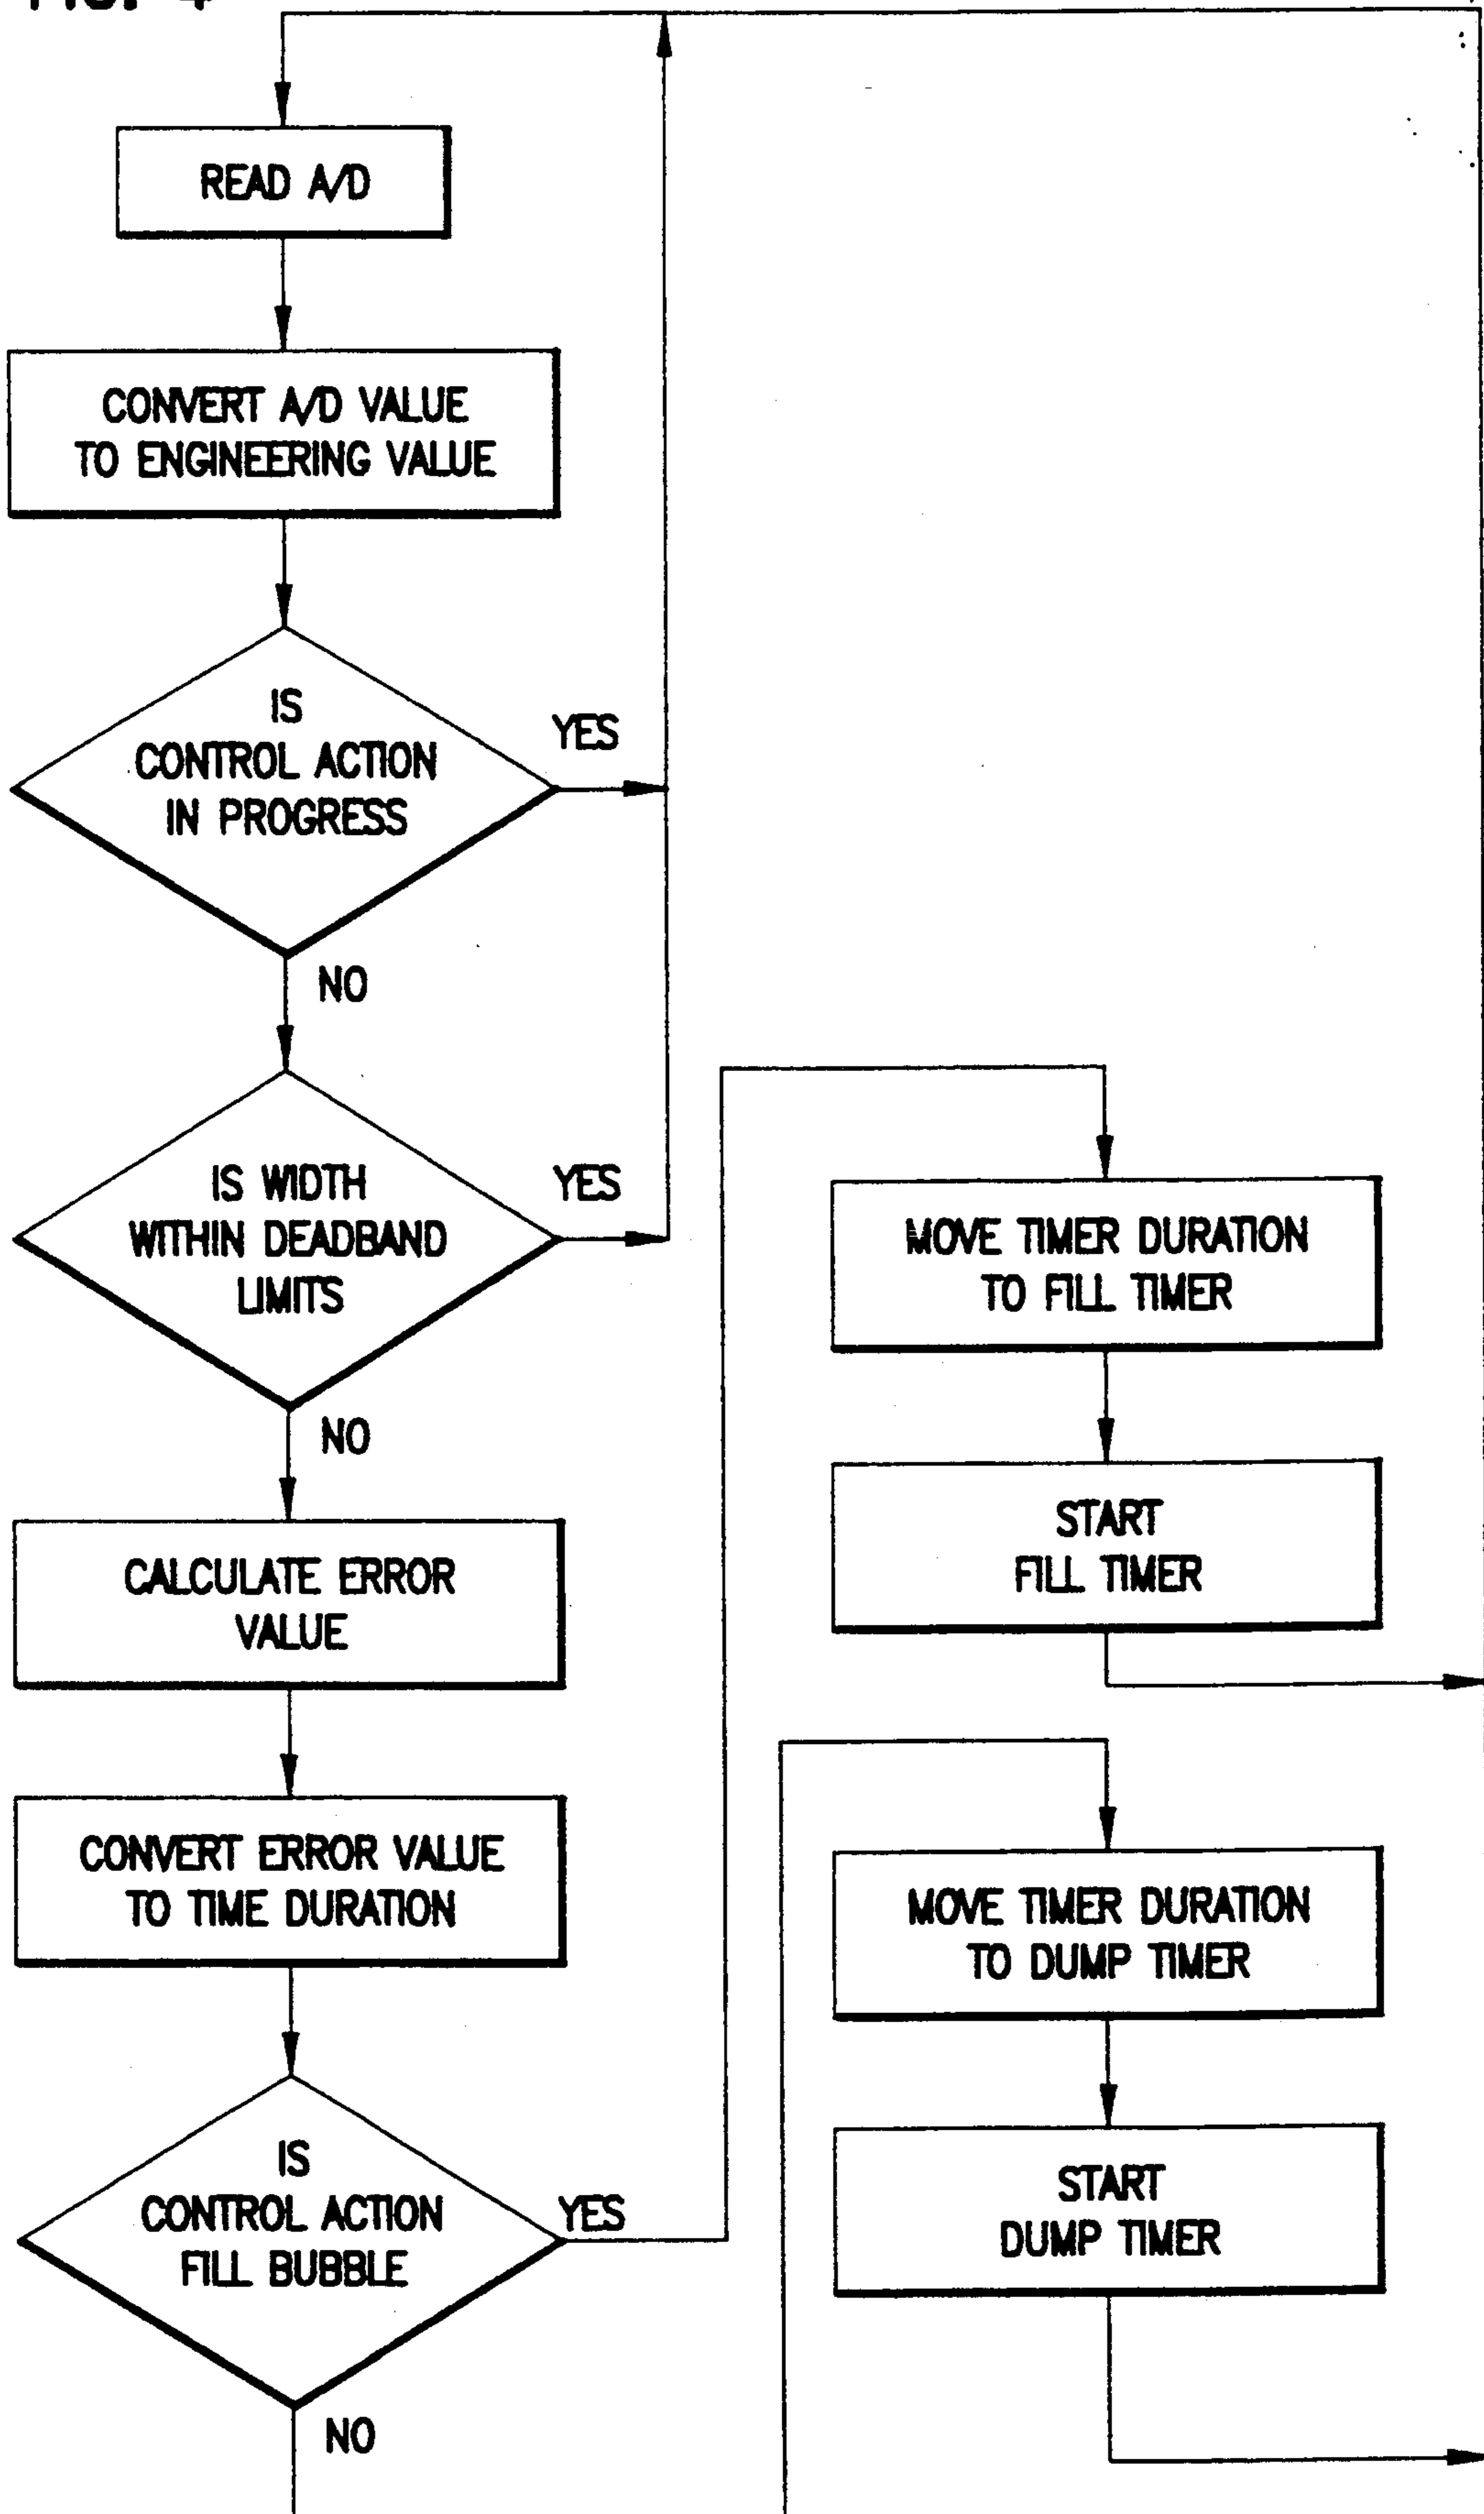 FIG. 4
READ A/D
CONVERT A/D VALUE
TO ENGINEERING VALUE
IS
CONTROL ACTION
IN PROGRESS
YES
NO
IS WIDTH
WITHIN DEADBAND
LIMITS
YES
NO
CALCULATE ERROR
VALUE
CONVERT ERROR VALUE
TO TIME DURATION
IS
CONTROL ACTION
FILL BUBBLE
YES
NO
MOVE TIMER DURATION
TO FILL TIMER
START
FILL TIMER
MOVE TIMER DURATION
TO DUMP TIMER
START
DUMP TIMER